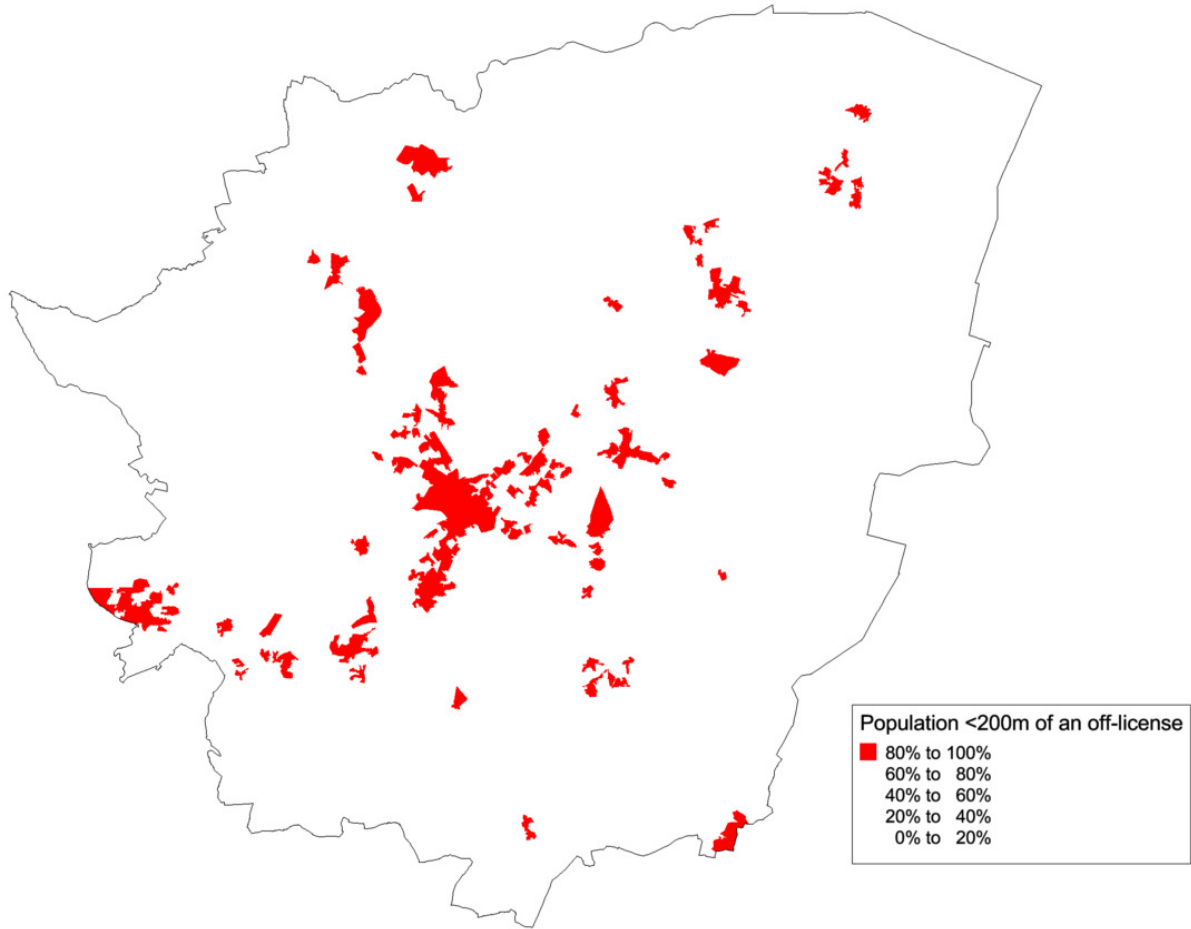 Population <200m of an off-license
80% to 100%
60% to 80%
40% to 60%
20% to 40%
0% to 20%